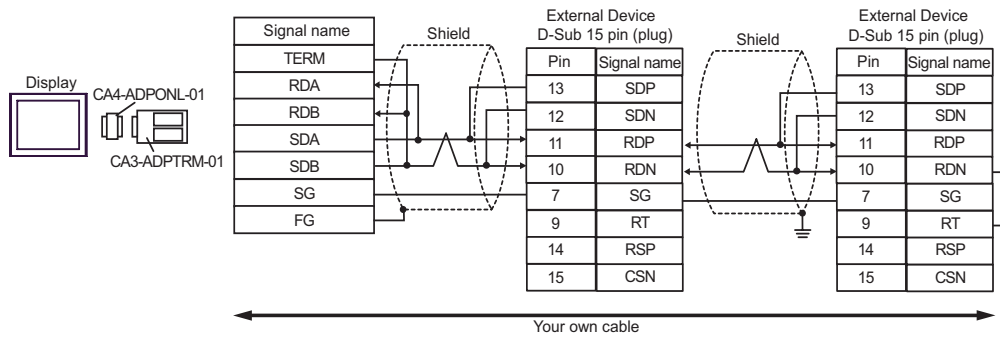 Display
CA4-ADPONL-01
CA3-ADPTRM-01
Signal name
TERM
RDA
RDB
SDA
SDB
SG
FG
Shield
External Device
D-Sub 15 pin (plug)
Pin Signal name
13 SDP
12 SDN
11 RDP
10 RDN
7 SG
9 RT
14 RSP
15 CSN
Shield
External Device
D-Sub 15 pin (plug)
Pin Signal name
13 SDP
12 SDN
11 RDP
10 RDN
7 SG
9 RT
14 RSP
15 CSN
Your own cable